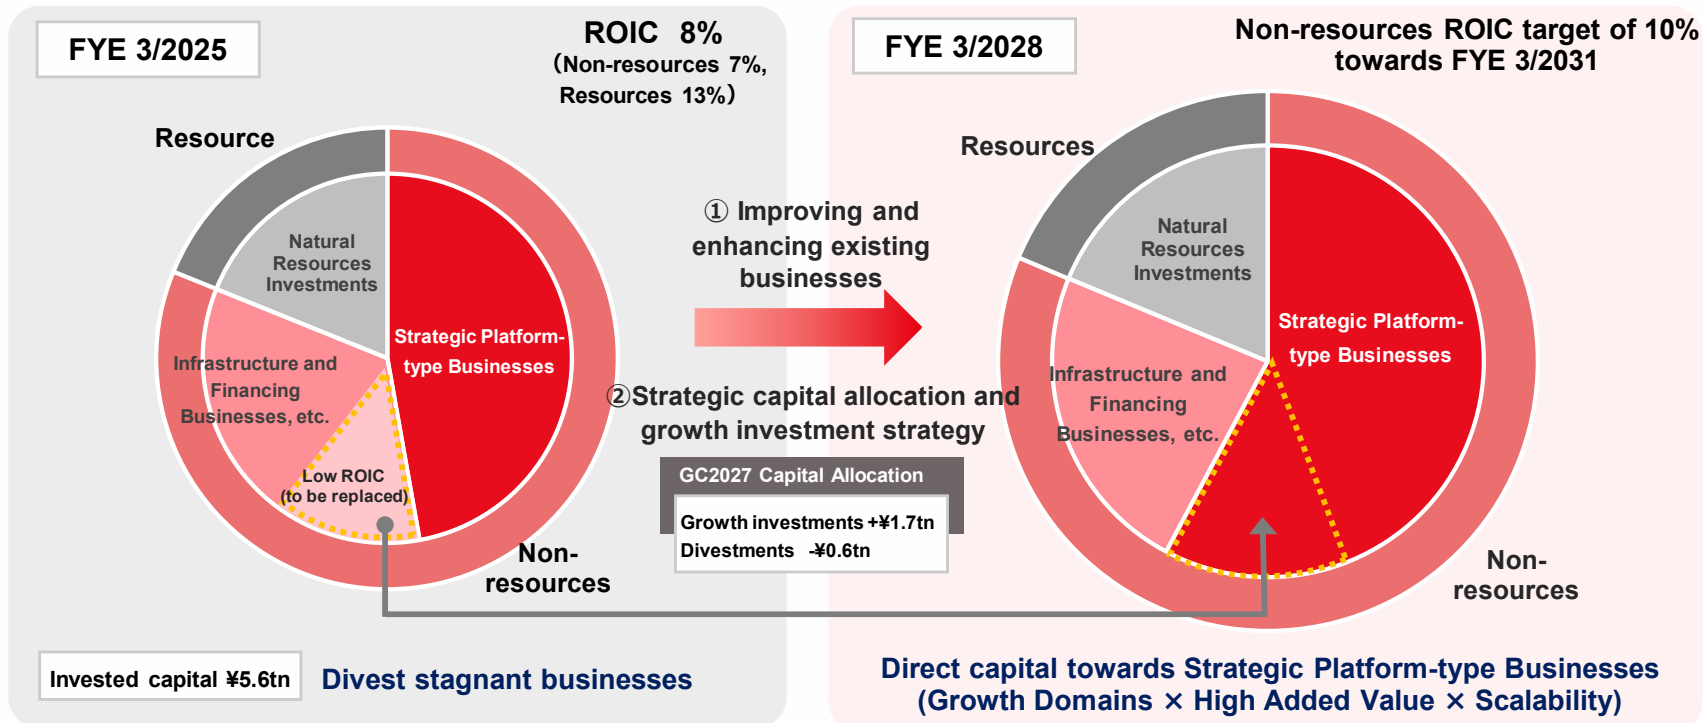 FYE 3/2025
ROIC 8%
（Non-resources 7%,
Resources 13%）
Resource
Natural
Resources
Investments
Strategic Platform-
type Businesses
Infrastructure and
Financing
Businesses, etc.
Low ROIC
(to be replaced)
Non-
resources
Invested capital ¥5.6tn
Divest stagnant businesses
① Improving and
enhancing existing
businesses
②Strategic capital allocation and
growth investment strategy
GC2027 Capital Allocation
Growth investments +¥1.7tn
Divestments -¥0.6tn
FYE 3/2028
Non-resources ROIC target of 10%
towards FYE 3/2031
Resources
Natural
Resources
Investments
Strategic Platform-
type Businesses
Infrastructure and
Financing
Businesses, etc.
Non-
resources
Direct capital towards Strategic Platform-type Businesses
(Growth Domains × High Added Value × Scalability)